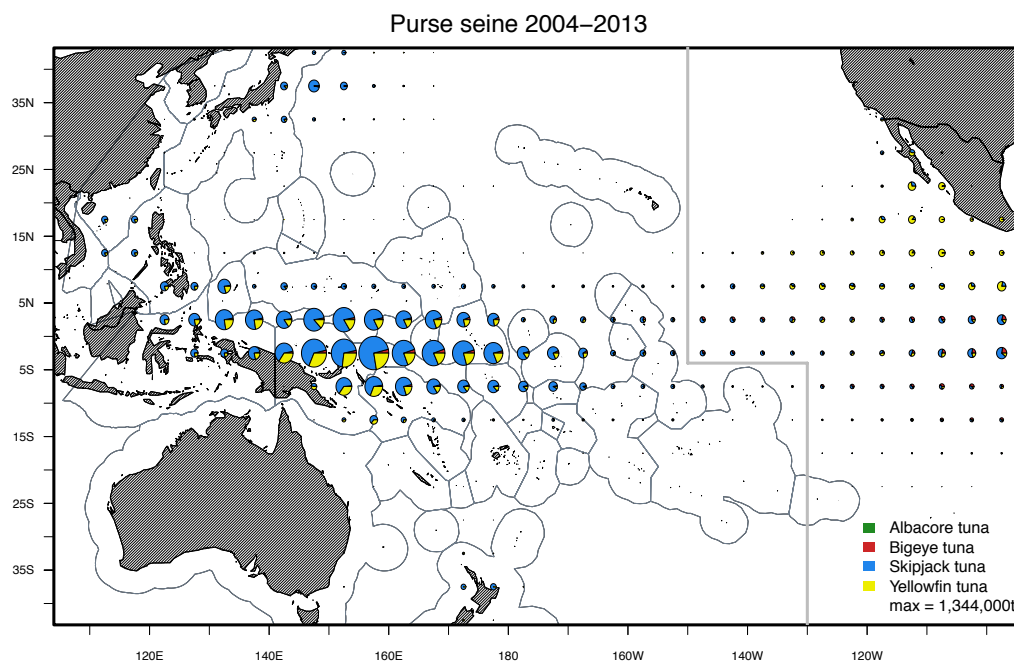 Purse seine 2004–2013
35N
25N
15N
5N
5S
15S
25S
35S
Albacore tuna
Bigeye tuna
Skipjack tuna
Yellowfin tuna
max = 1,344,000t
120E 140E 160E 180 160W 140W 120W